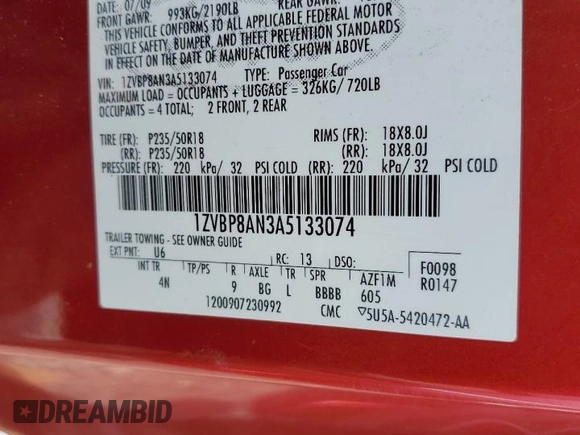 DATE: 07/09
FRONT GAWR: 993KG/2190LB REAR GAWR:
THIS VEHICLE CONFORMS TO ALL APPLICABLE FEDERAL MOTOR
VEHICLE SAFETY, BUMPER, AND THEFT PREVENTION STANDARDS
IN EFFECT ON THE DATE OF MANUFACTURE SHOWN ABOVE.
VIN: 1ZVBP8AN3A5133074 TYPE: Passenger Car
MAXIMUM LOAD = OCCUPANTS + LUGGAGE = 326KG/720LB
OCCUPANTS = 4 TOTAL; 2 FRONT, 2 REAR
TIRE (FR): P235/50R18 RIMS (FR): 18X8.0J
(RR): P235/50R18 (RR): 18X8.0J
PRESSURE (FR): 220 kPa/ 32 PSI COLD (RR): 220 kPa/ 32 PSI COLD
1ZVBP8AN3A5133074
TRAILER TOWING - SEE OWNER GUIDE
EXT PNT: U6 RC: 13 DSO: F0098
INT TR TP/PS R AXLE TR SPR AZF1M R0147
4N 9 BG L BBBB 605
1200907230992 CMC ▽5U5A-5420472-AA
DREAMBID